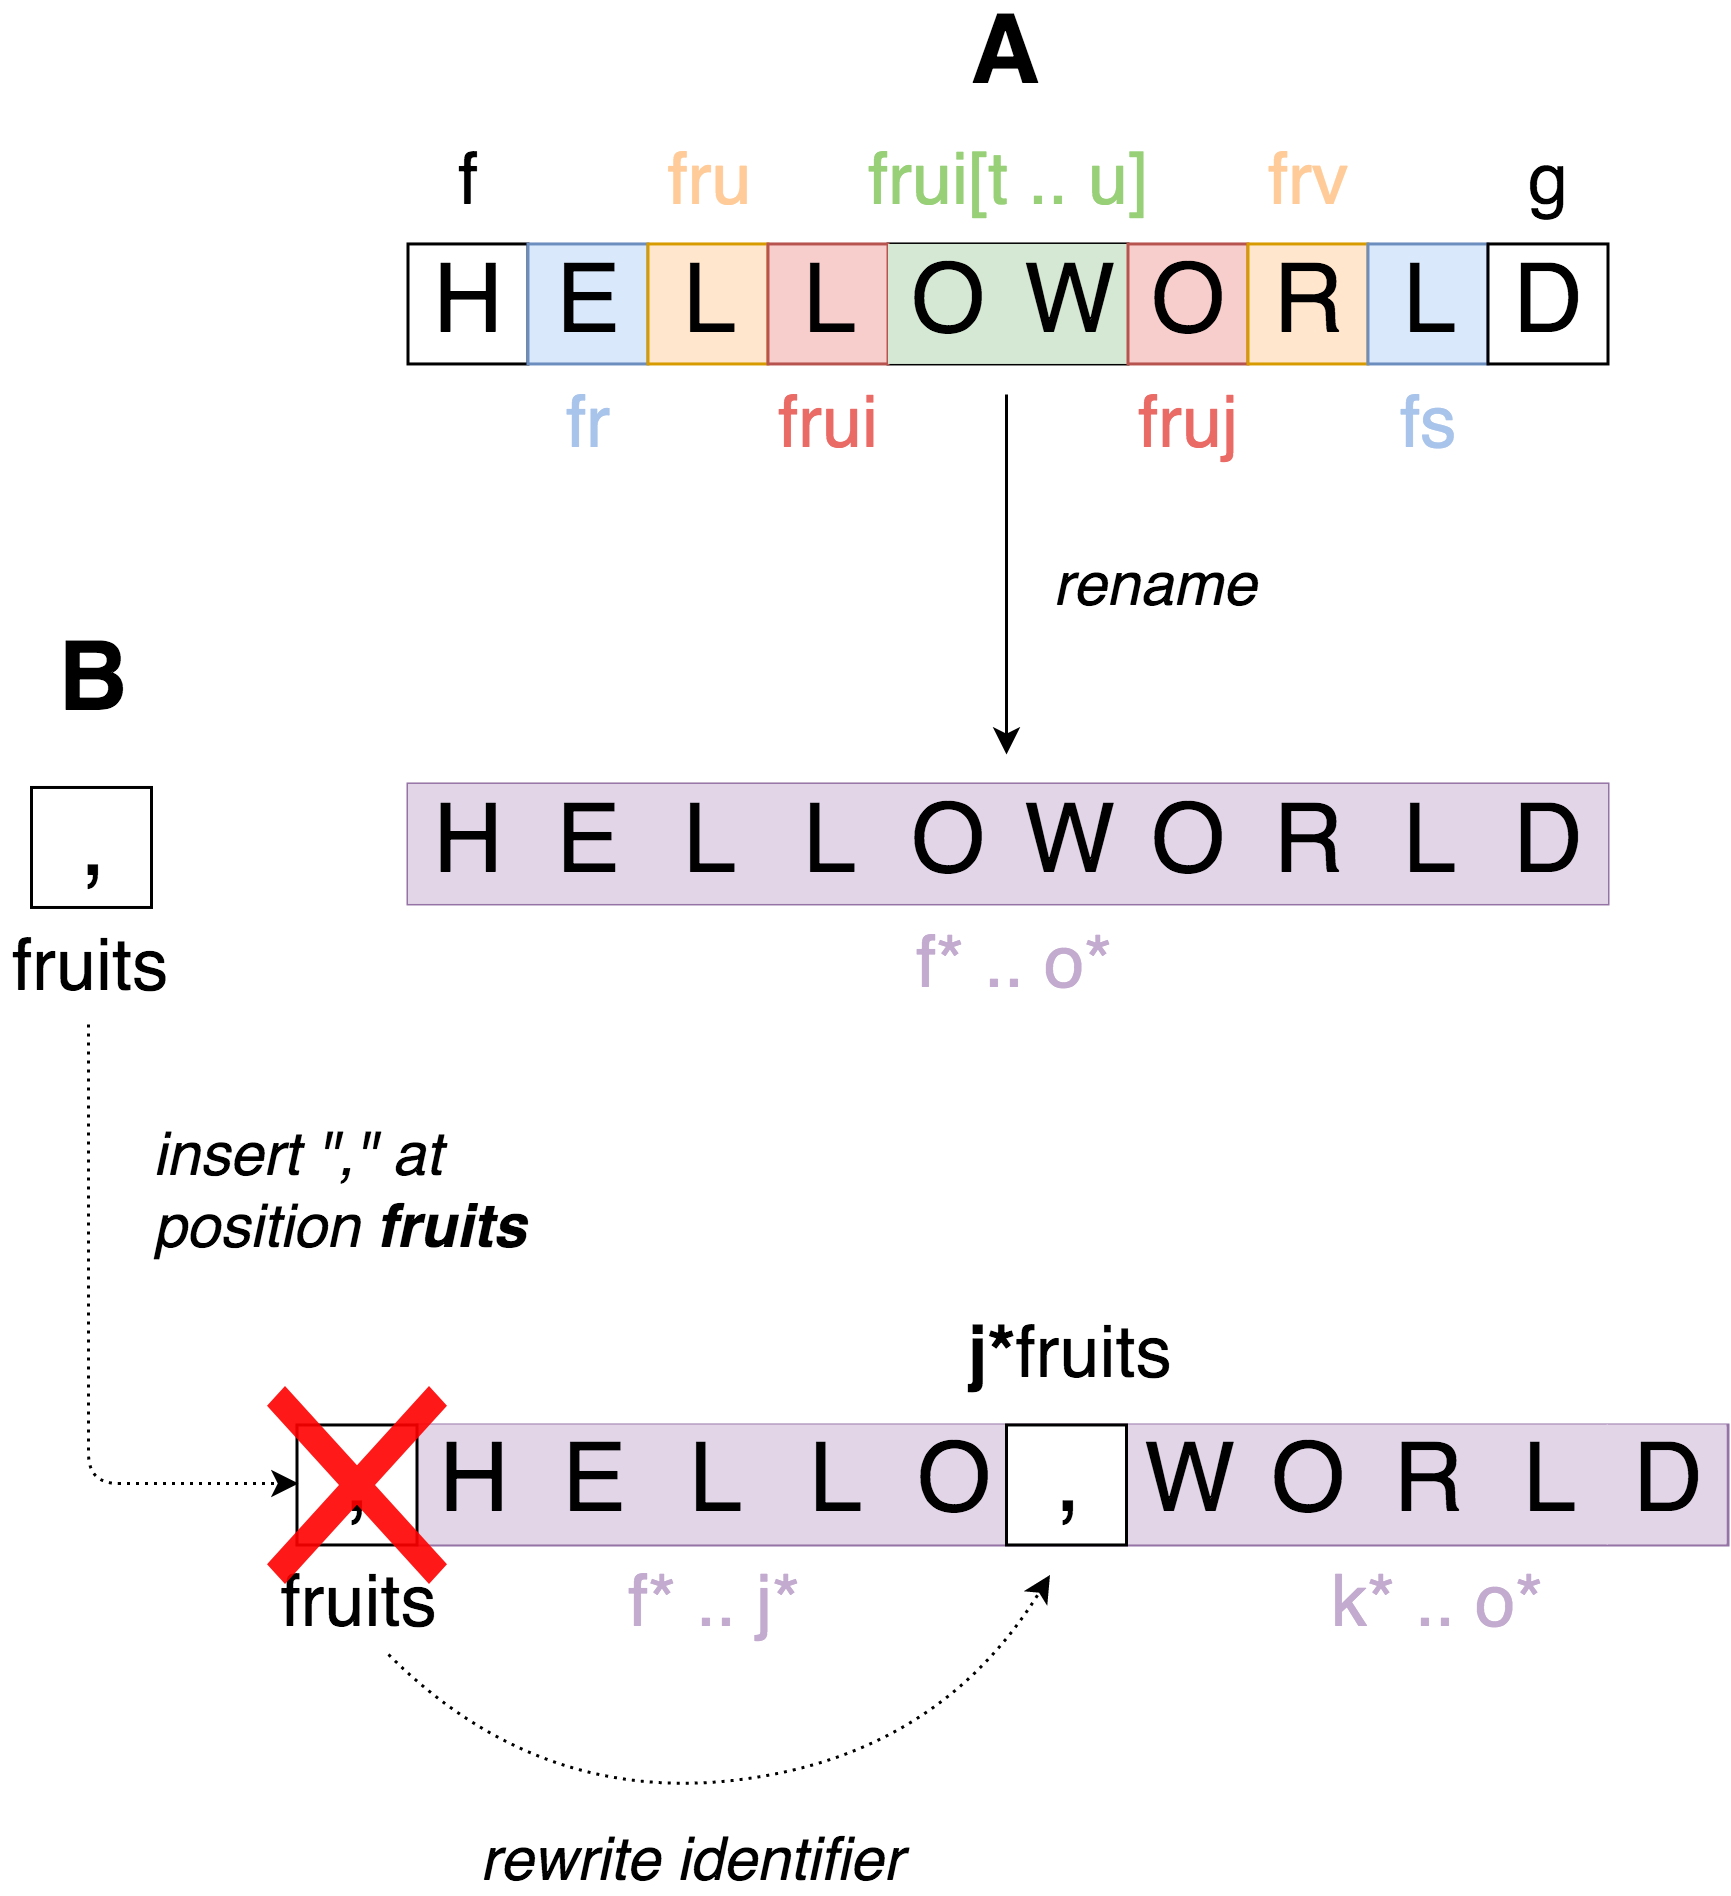 A
f fru frui[t .. u] frv g
H E L L O W O R L D
fr frui fruj fs
rename
B
, H E L L O W O R L D
fruits f* .. o*
insert "," at
position fruits
j*fruits
, H E L L O , W O R L D
fruits f* .. j* k* .. o*
rewrite identifier